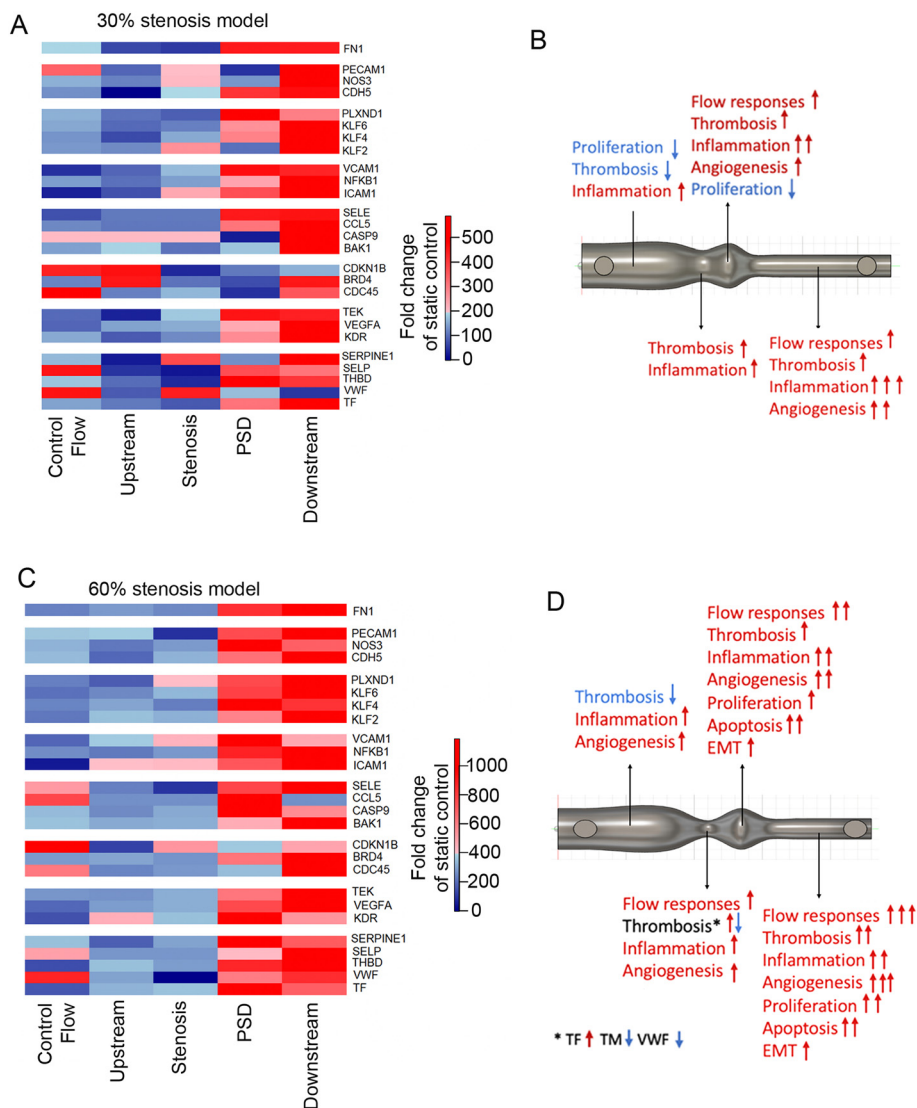 A
30% stenosis model
FN1
PECAM1
NOS3
CDH5
PLXND1
KLF6
KLF4
KLF2
VCAM1
NFKB1
ICAM1
SELE
CCL5
CASP9
BAK1
CDKN1B
BRD4
CDC45
TEK
VEGFA
KDR
SERPINE1
SELP
THBD
VWF
TF
Control
Flow
Upstream
Stenosis
PSD
Downstream
Fold change
of static control
500
400
300
200
100
0
B
Proliferation ↓
Thrombosis ↓
Inflammation ↑
Flow responses ↑
Thrombosis ↑
Inflammation ↑↑
Angiogenesis ↑
Proliferation ↓
Thrombosis ↑
Inflammation ↑
Flow responses ↑
Thrombosis ↑
Inflammation ↑↑↑
Angiogenesis ↑↑
C
60% stenosis model
FN1
PECAM1
NOS3
CDH5
PLXND1
KLF6
KLF4
KLF2
VCAM1
NFKB1
ICAM1
SELE
CCL5
CASP9
BAK1
CDKN1B
BRD4
CDC45
TEK
VEGFA
KDR
SERPINE1
SELP
THBD
VWF
TF
Control
Flow
Upstream
Stenosis
PSD
Downstream
Fold change
of static control
1000
800
600
400
200
0
D
Thrombosis ↓
Inflammation ↑
Angiogenesis ↑
Flow responses ↑↑
Thrombosis ↑
Inflammation ↑↑
Angiogenesis ↑↑
Proliferation ↑
Apoptosis ↑↑
EMT ↑
Flow responses ↑
Thrombosis* ↑↓
Inflammation ↑
Angiogenesis ↑
Flow responses ↑↑↑
Thrombosis ↑↑
Inflammation ↑↑
Angiogenesis ↑↑↑
Proliferation ↑↑
Apoptosis ↑↑
EMT ↑
* TF ↑ TM ↓ VWF ↓